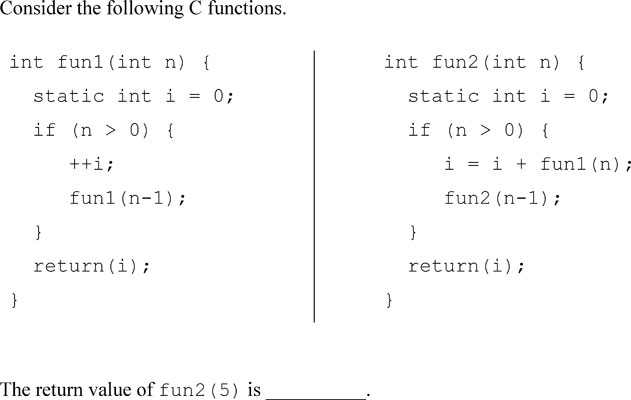 Consider the following C functions.
int fun1(int n) {
static int i = 0;
if (n > 0) {
++i;
fun1(n-1);
}
return(i);
}
int fun2(int n) {
static int i = 0;
if (n > 0) {
i = i + fun1(n);
fun2(n-1);
}
return(i);
}
The return value of fun2(5) is __________.